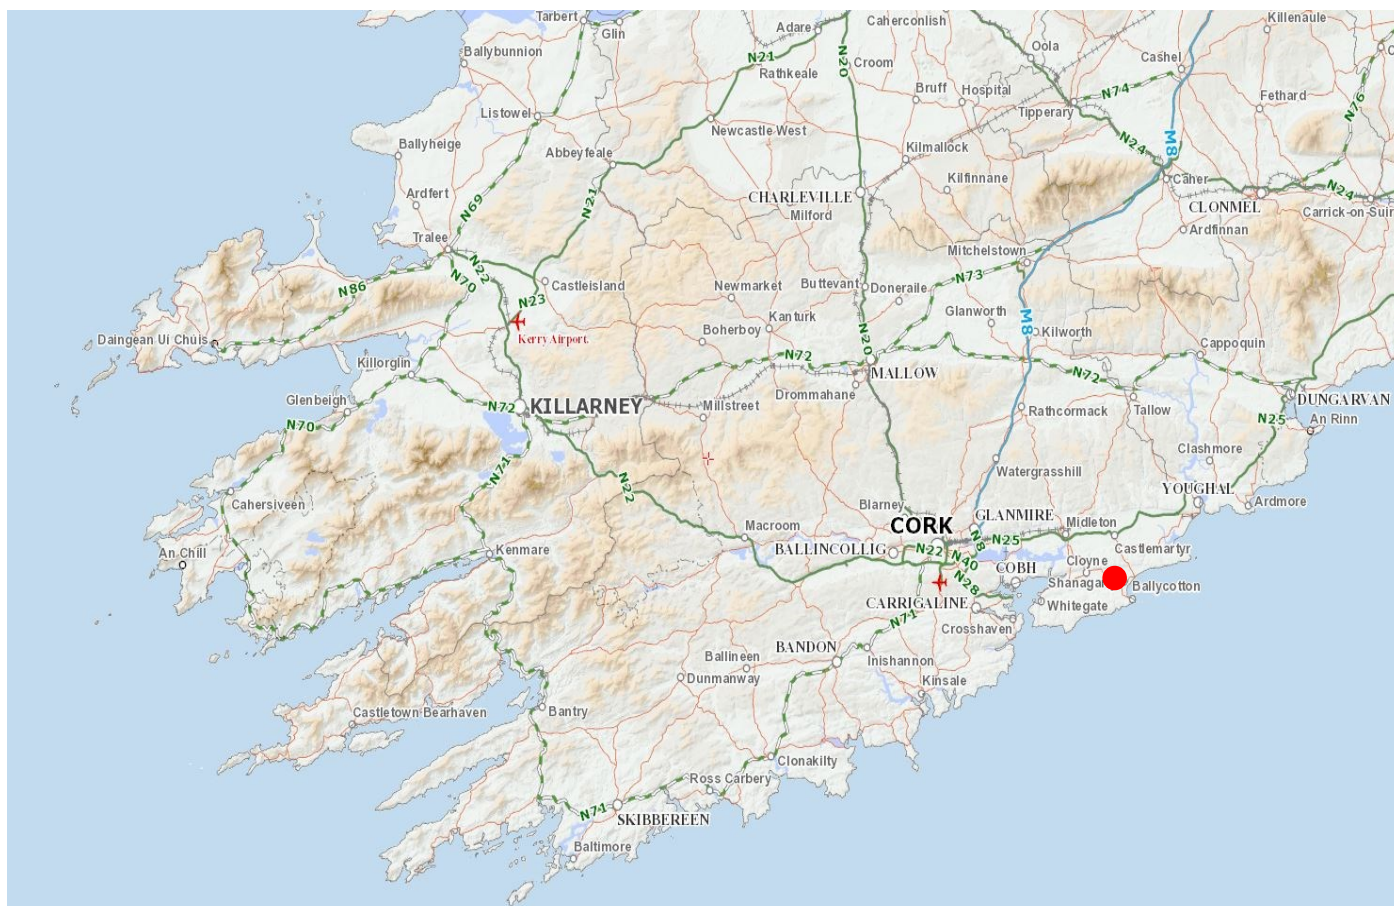 Tarbert
Glin
Ballybunnion
Adare
Caherconlish
Killenaule
Croom
Oola
Cashel
N21
N20
Rathkeale
Bruff
Hospital
N74
Tipperary
Fethard
N76
Listowel
Newcastle West
Ballyheige
Abbeyfeale
Kilmallock
N24
M8
Ardfert
N69
N21
CHARLEVILLE
Milford
Kilfinnane
Caher
N24
CLONMEL
Carrick-on-Suir
Ardfinnan
Tralee
N22
N70
Mitchelstown
N86
N23
Castleisland
Newmarket
Buttevant
Doneraile
N73
Glanworth
Kerry Airport.
Kanturk
Boherboy
N20
M8
Kilworth
Daingean Uí Chúis
Killorglin
N72
MALLOW
Cappoquin
N72
Glenbeigh
N72
KILLARNEY
Drommahane
Millstreet
Rathcormack
Tallow
DUNGARVAN
An Rinn
N70
N25
N71
N22
Clashmore
Watergrasshill
Cahersiveen
YOUGHAL
Ardmore
Blarney
GLANMIRE
Macroom
CORK
Midleton
An Chill
Kenmare
BALLINCOLLIG
N22
N8
N25
Castlemartyr
N40
Cloyne
COBH
N28
Ballycotton
CARRIGALINE
Whitegate
N71
Crosshaven
BANDON
Inishannon
Ballineen
Dunmanway
Kinsale
Castletown Bearhaven
Bantry
Clonakilty
Ross Carbery
N71
SKIBBEREEN
Baltimore